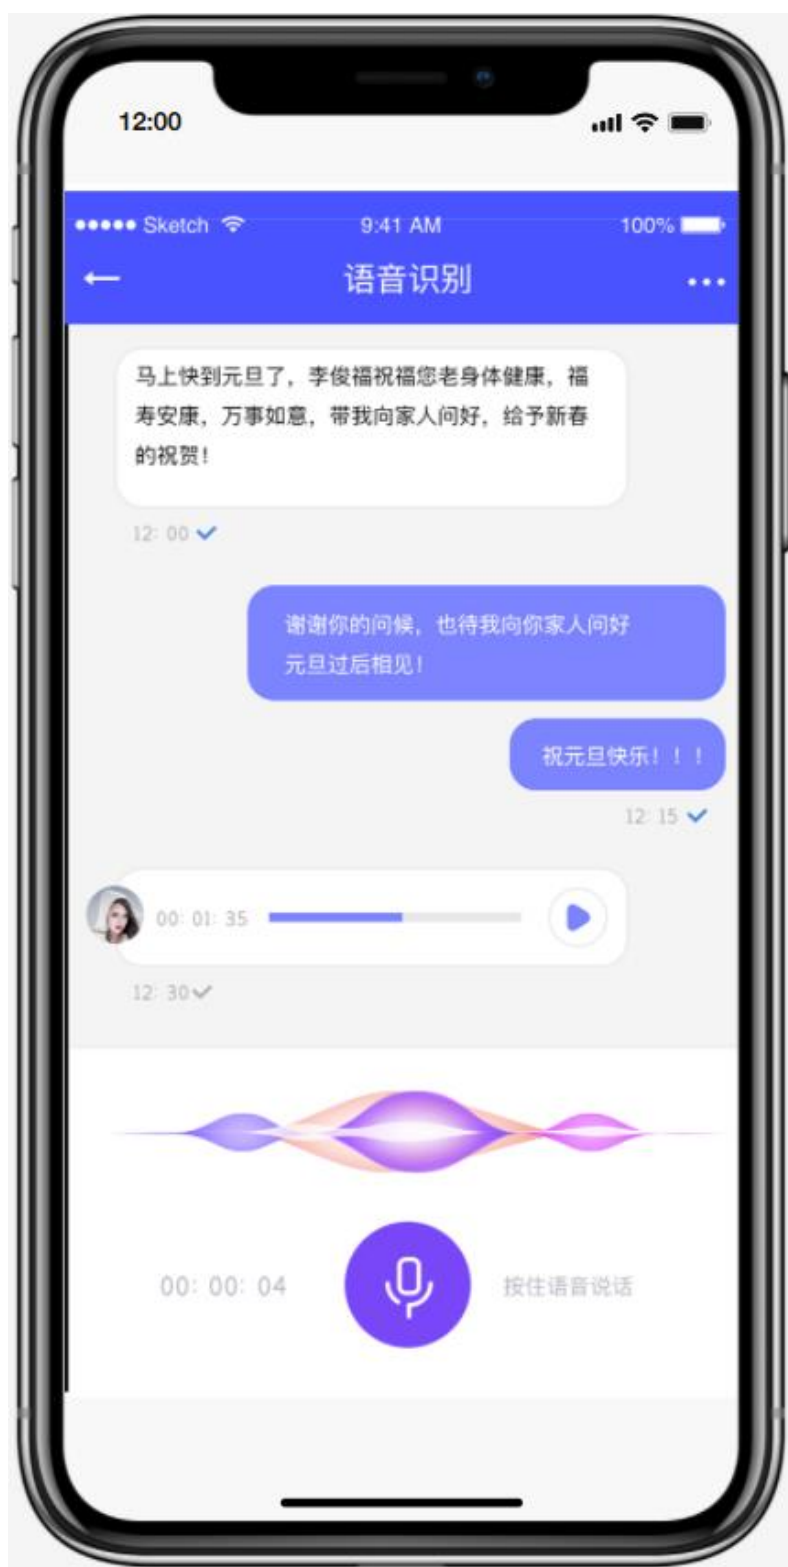 12:00
Sketch 9:41 AM 100%
语音识别
马上快到元旦了，李俊福祝福您老身体健康，福
寿安康，万事如意，带我向家人问好，给予新春
的祝贺！
12: 00
谢谢你的问候，也待我向你家人问好
元旦过后相见！
祝元旦快乐！！！
12: 15
00: 01: 35
12: 30
00: 00: 04 按住语音说话